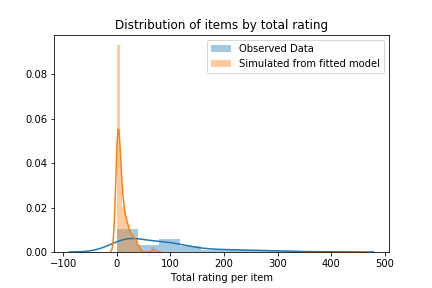 Distribution of items by total rating
Observed Data
Simulated from fitted model
0.08
0.06
0.04
0.02
0.00
−100 0 100 200 300 400 500
Total rating per item